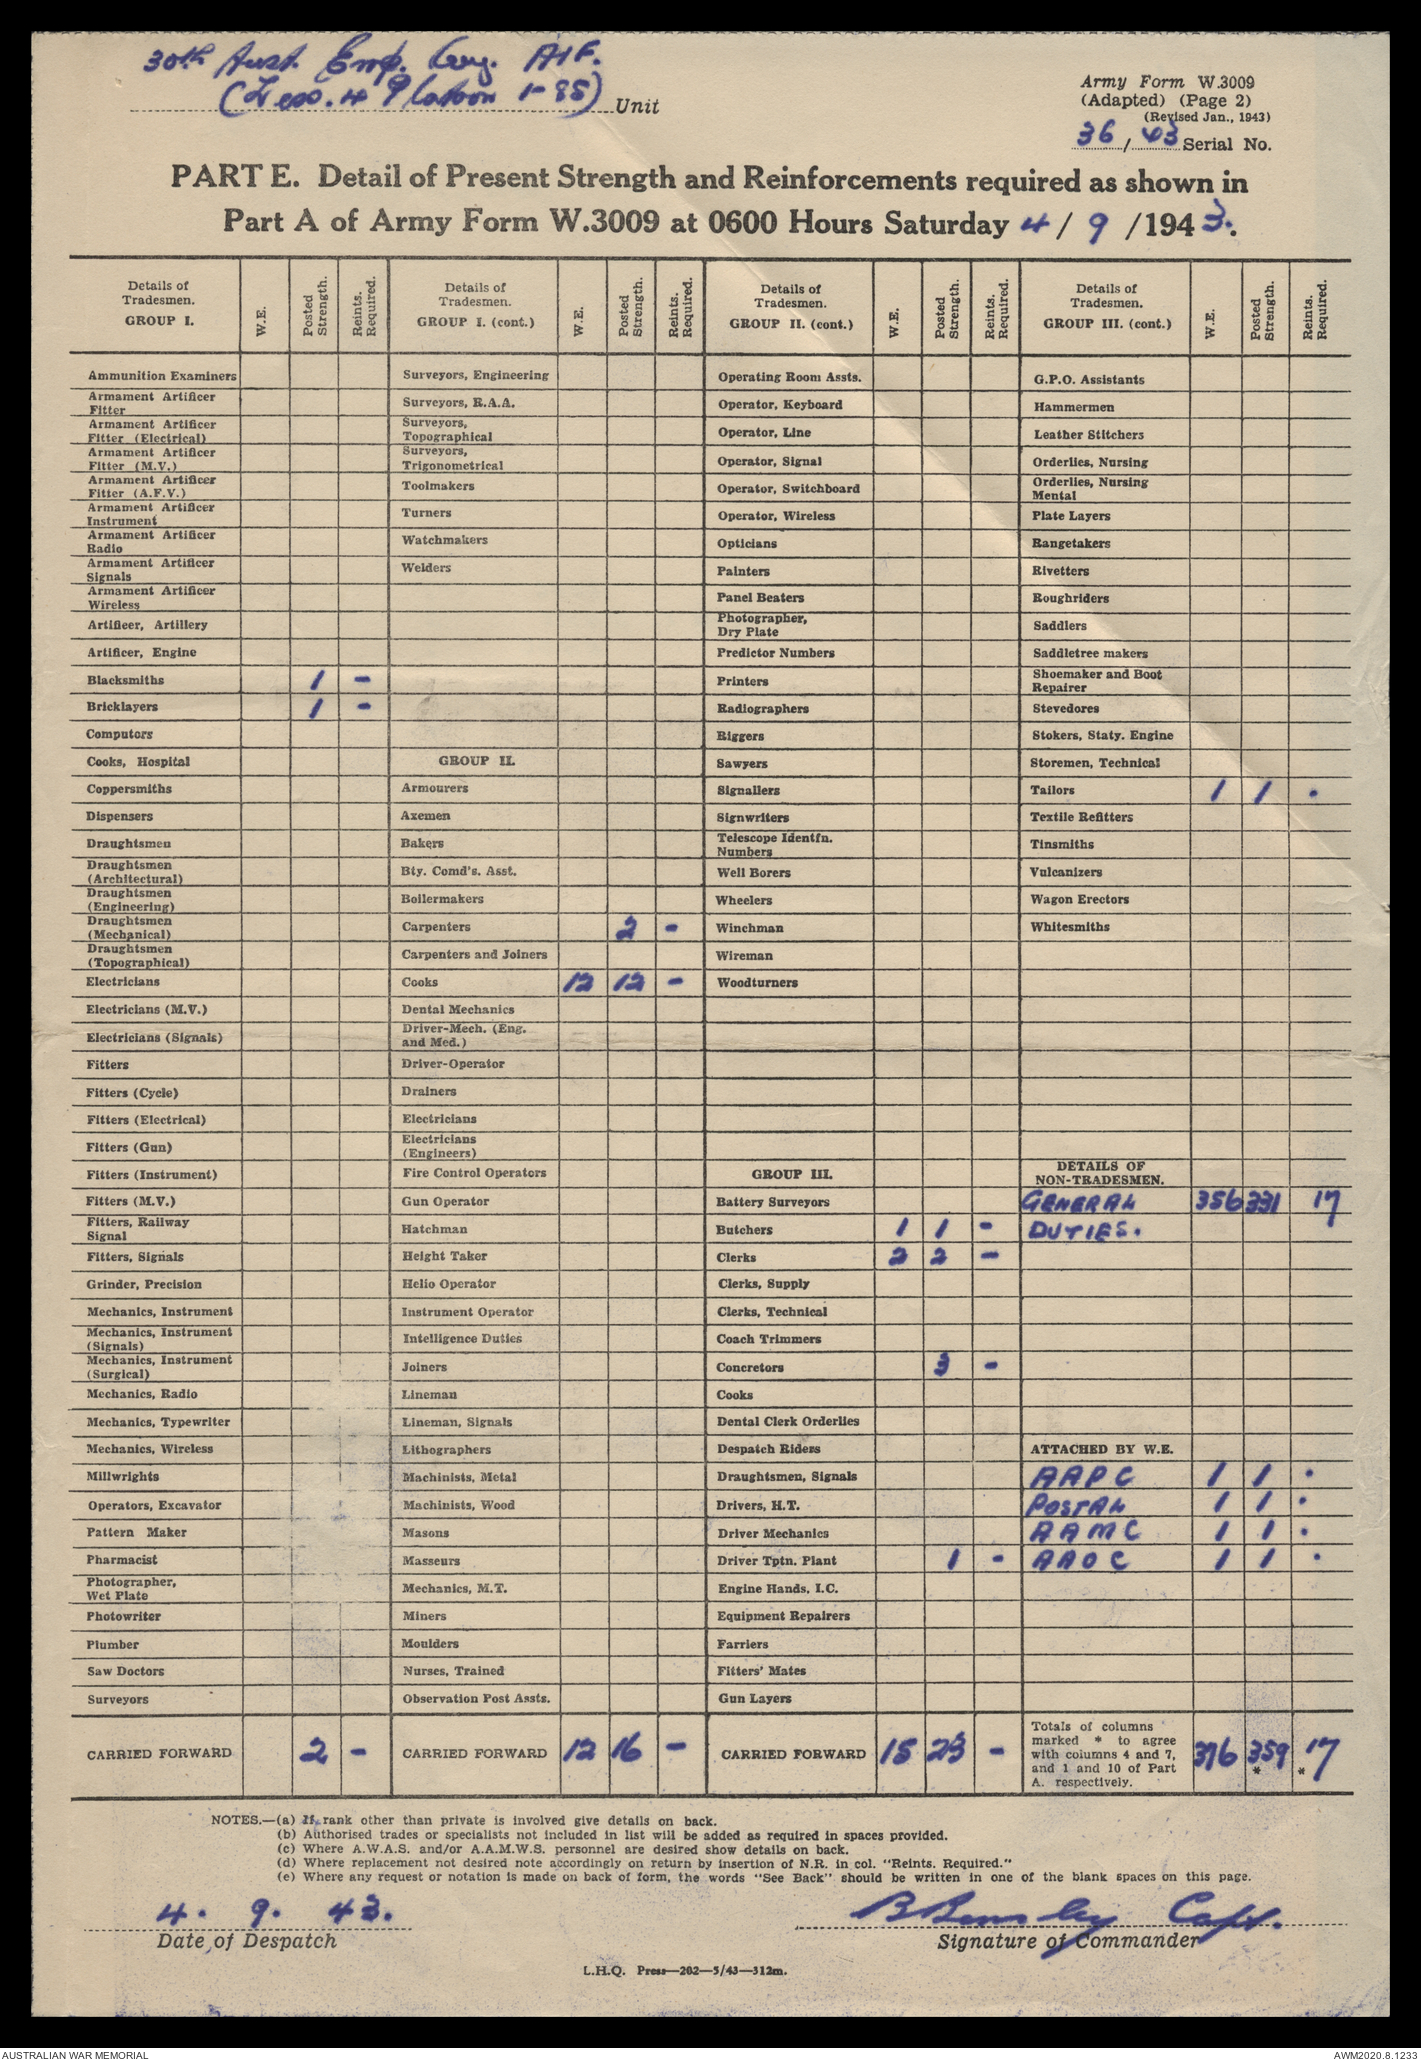 30th Aust. Emp. Coy. AIF.
(Less. 4 Platoon 1-85) Unit
Army Form W.3009
(Adapted) (Page 2)
(Revised Jan., 1943)
36/43 Serial No.
PART E. Detail of Present Strength and Reinforcements required as shown in
Part A of Army Form W.3009 at 0600 Hours Saturday 4/ 9 /1943.
Details of Tradesmen. GROUP I. W.E. Posted Strength. Reints. Required. Details of Tradesmen. GROUP I. (cont.) W.E. Posted Strength. Reints. Required. Details of Tradesmen. GROUP II. (cont.) W.E. Posted Strength. Reints. Required. Details of Tradesmen. GROUP III. (cont.) W.E. Posted Strength. Reints. Required.
Ammunition Examiners Surveyors, Engineering Operating Room Assts. G.P.O. Assistants
Armament Artificer Fitter Surveyors, R.A.A. Operator, Keyboard Hammermen
Armament Artificer Fitter (Electrical) Surveyors, Topographical Operator, Line Leather Stitchers
Armament Artificer Fitter (M.V.) Surveyors, Trigonometrical Operator, Signal Orderlies, Nursing
Armament Artificer Fitter (A.F.V.) Toolmakers Operator, Switchboard Orderlies, Nursing Mental
Armament Artificer Instrument Turners Operator, Wireless Plate Layers
Armament Artificer Radio Watchmakers Opticians Rangetakers
Armament Artificer Signals Welders Painters Rivetters
Armament Artificer Wireless Panel Beaters Roughriders
Artificer, Artillery Photographer, Dry Plate Saddlers
Artificer, Engine Predictor Numbers Saddletree makers
Blacksmiths 1 - Printers Shoemaker and Boot Repairer
Bricklayers 1 - Radiographers Stevedores
Computors Riggers Stokers, Staty. Engine
Cooks, Hospital GROUP II. Sawyers Storemen, Technical
Coppersmiths Armourers Signallers Tailors 1 1 .
Dispensers Axemen Signwriters Textile Refitters
Draughtsmen Bakers Telescope Identfn. Numbers Tinsmiths
Draughtsmen (Architectural) Bty. Comd's. Asst. Well Borers Vulcanizers
Draughtsmen (Engineering) Boilermakers Wheelers Wagon Erectors
Draughtsmen (Mechanical) Carpenters 2 - Winchman Whitesmiths
Draughtsmen (Topographical) Carpenters and Joiners Wireman
Electricians Cooks 12 12 - Woodturners
Electricians (M.V.) Dental Mechanics
Electricians (Signals) Driver-Mech. (Eng. and Med.)
Fitters Driver-Operator
Fitters (Cycle) Drainers
Fitters (Electrical) Electricians
Fitters (Gun) Electricians (Engineers)
Fitters (Instrument) Fire Control Operators GROUP III. DETAILS OF NON-TRADESMEN.
Fitters (M.V.) Gun Operator Battery Surveyors GENERAL 356 331 17
Fitters, Railway Signal Hatchman Butchers 1 1 - DUTIES.
Fitters, Signals Height Taker Clerks 2 2 -
Grinder, Precision Helio Operator Clerks, Supply
Mechanics, Instrument Instrument Operator Clerks, Technical
Mechanics, Instrument (Signals) Intelligence Duties Coach Trimmers
Mechanics, Instrument (Surgical) Joiners Concretors 3 -
Mechanics, Radio Lineman Cooks
Mechanics, Typewriter Lineman, Signals Dental Clerk Orderlies
Mechanics, Wireless Lithographers Despatch Riders ATTACHED BY W.E.
Millwrights Machinists, Metal Draughtsmen, Signals AAPC 1 1 .
Operators, Excavator Machinists, Wood Drivers, H.T. POSTAL 1 1 .
Pattern Maker Masons Driver Mechanics AAMC 1 1 .
Pharmacist Masseurs Driver Tptn. Plant 1 - AAOC 1 1 .
Photographer, Wet Plate Mechanics, M.T. Engine Hands, I.C.
Photowriter Miners Equipment Repairers
Plumber Moulders Farriers
Saw Doctors Nurses, Trained Fitters' Mates
Surveyors Observation Post Assts. Gun Layers
CARRIED FORWARD 2 - CARRIED FORWARD 12 16 - CARRIED FORWARD 15 23 - Totals of columns marked * to agree with columns 4 and 7, and 1 and 10 of Part A. respectively. 376 359 * * 17
NOTES.—(a) If rank other than private is involved give details on back.
(b) Authorised trades or specialists not included in list will be added as required in spaces provided.
(c) Where A.W.A.S. and/or A.A.M.W.S. personnel are desired show details on back.
(d) Where replacement not desired note accordingly on return by insertion of N.R. in col. "Reints. Required."
(e) Where any request or notation is made on back of form, the words "See Back" should be written in one of the blank spaces on this page.
4. 9. 43. Capt.
Date of Despatch Signature of Commander
L.H.Q. Press—202—5/43—312m.
AUSTRALIAN WAR MEMORIAL AWM2020.8.1233